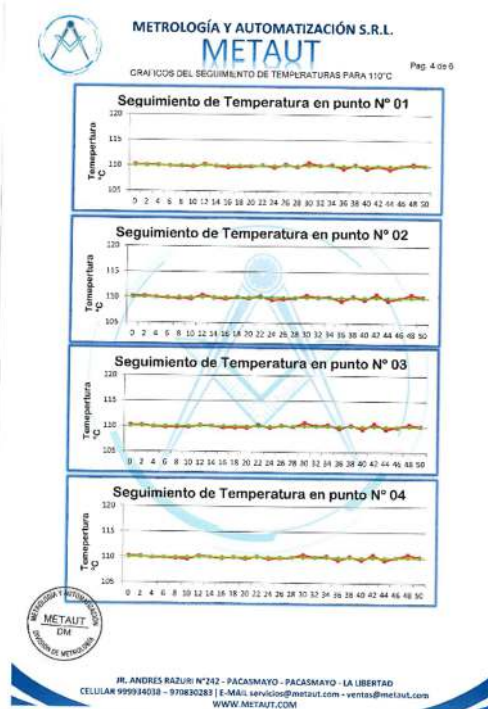 METROLOGÍA Y AUTOMATIZACIÓN S.R.L.
METAUT
Pag. 4 de 6
GRAFICOS DEL SEGUIMIENTO DE TEMPERATURAS PARA 110°C
Seguimiento de Temperatura en punto N° 01
Temepertura °C
120
115
110
105
0 2 4 6 8 10 12 14 16 18 20 22 24 26 28 30 32 34 36 38 40 42 44 46 48 50
Seguimiento de Temperatura en punto N° 02
Temepertura °C
120
115
110
105
0 2 4 6 8 10 12 14 16 18 20 22 24 26 28 30 32 34 36 38 40 42 44 46 48 50
Seguimiento de Temperatura en punto N° 03
Temepertura °C
120
115
110
105
0 2 4 6 8 10 12 14 16 18 20 22 24 26 28 30 32 34 36 38 40 42 44 46 48 50
Seguimiento de Temperatura en punto N° 04
Temepertura °C
120
115
110
105
0 2 4 6 8 10 12 14 16 18 20 22 24 26 28 30 32 34 36 38 40 42 44 46 48 50
METROLOGÍA Y AUTOMATIZACIÓN
METAUT
DM
DIVISIÓN DE METROLOGÍA
JR. ANDRES RAZURI N°242 - PACASMAYO - PACASMAYO - LA LIBERTAD
CELULAR 999934038 - 970830283 | E-MAIL servicios@metaut.com - ventas@metaut.com
WWW.METAUT.COM